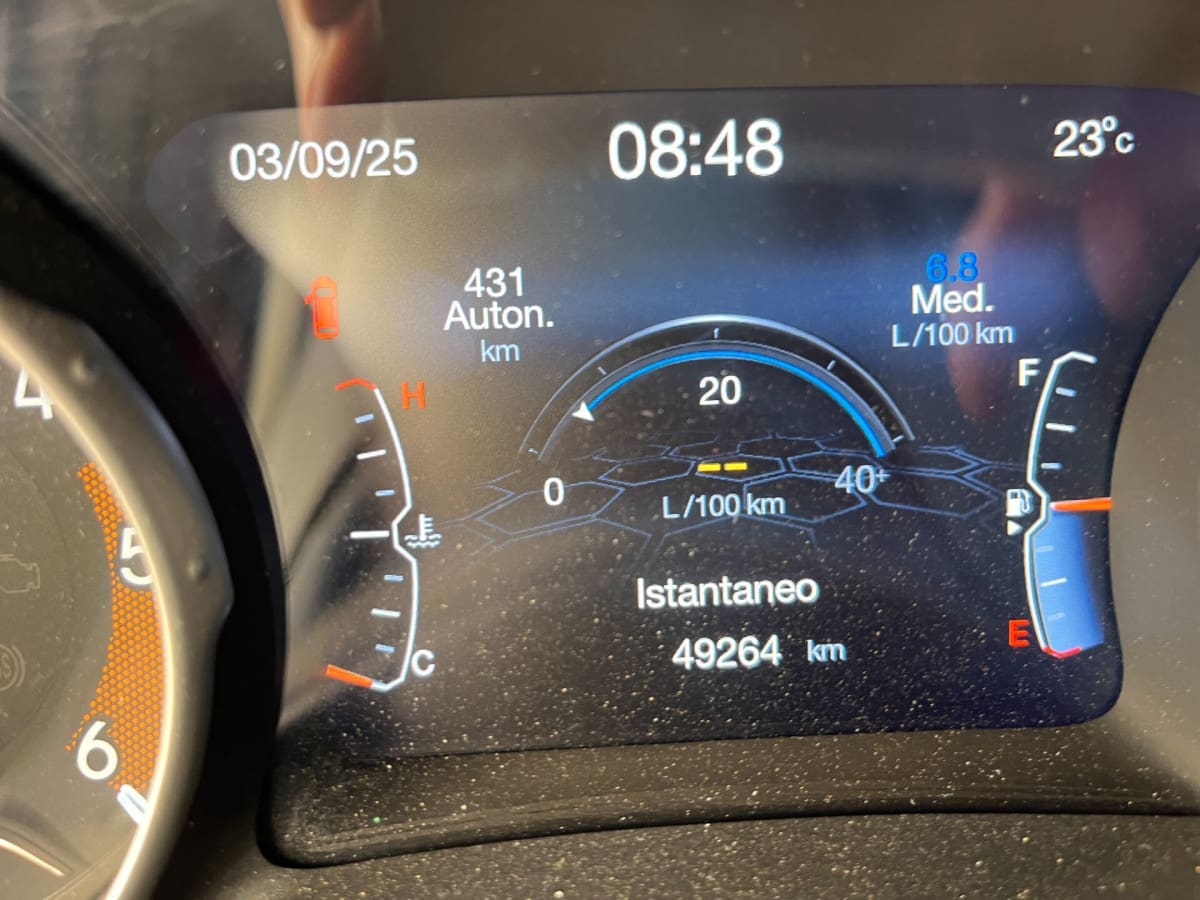 03/09/25
08:48
23°c
431
Auton.
km
6.8
Med.
L/100 km
H
C
20
0
40+
--
L/100 km
F
E
Istantaneo
49264 km
4
5
6